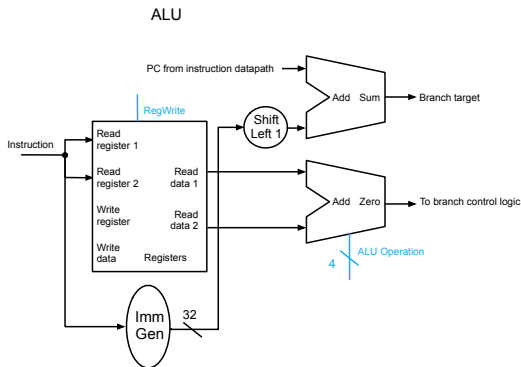 ALU
PC from instruction datapath
Add Sum
Branch target
RegWrite
Shift
Left 1
Instruction
Read
register 1
Read
register 2
Write
register
Write
data
Read
data 1
Read
data 2
Registers
Add Zero
To branch control logic
4
ALU Operation
Imm
Gen
32